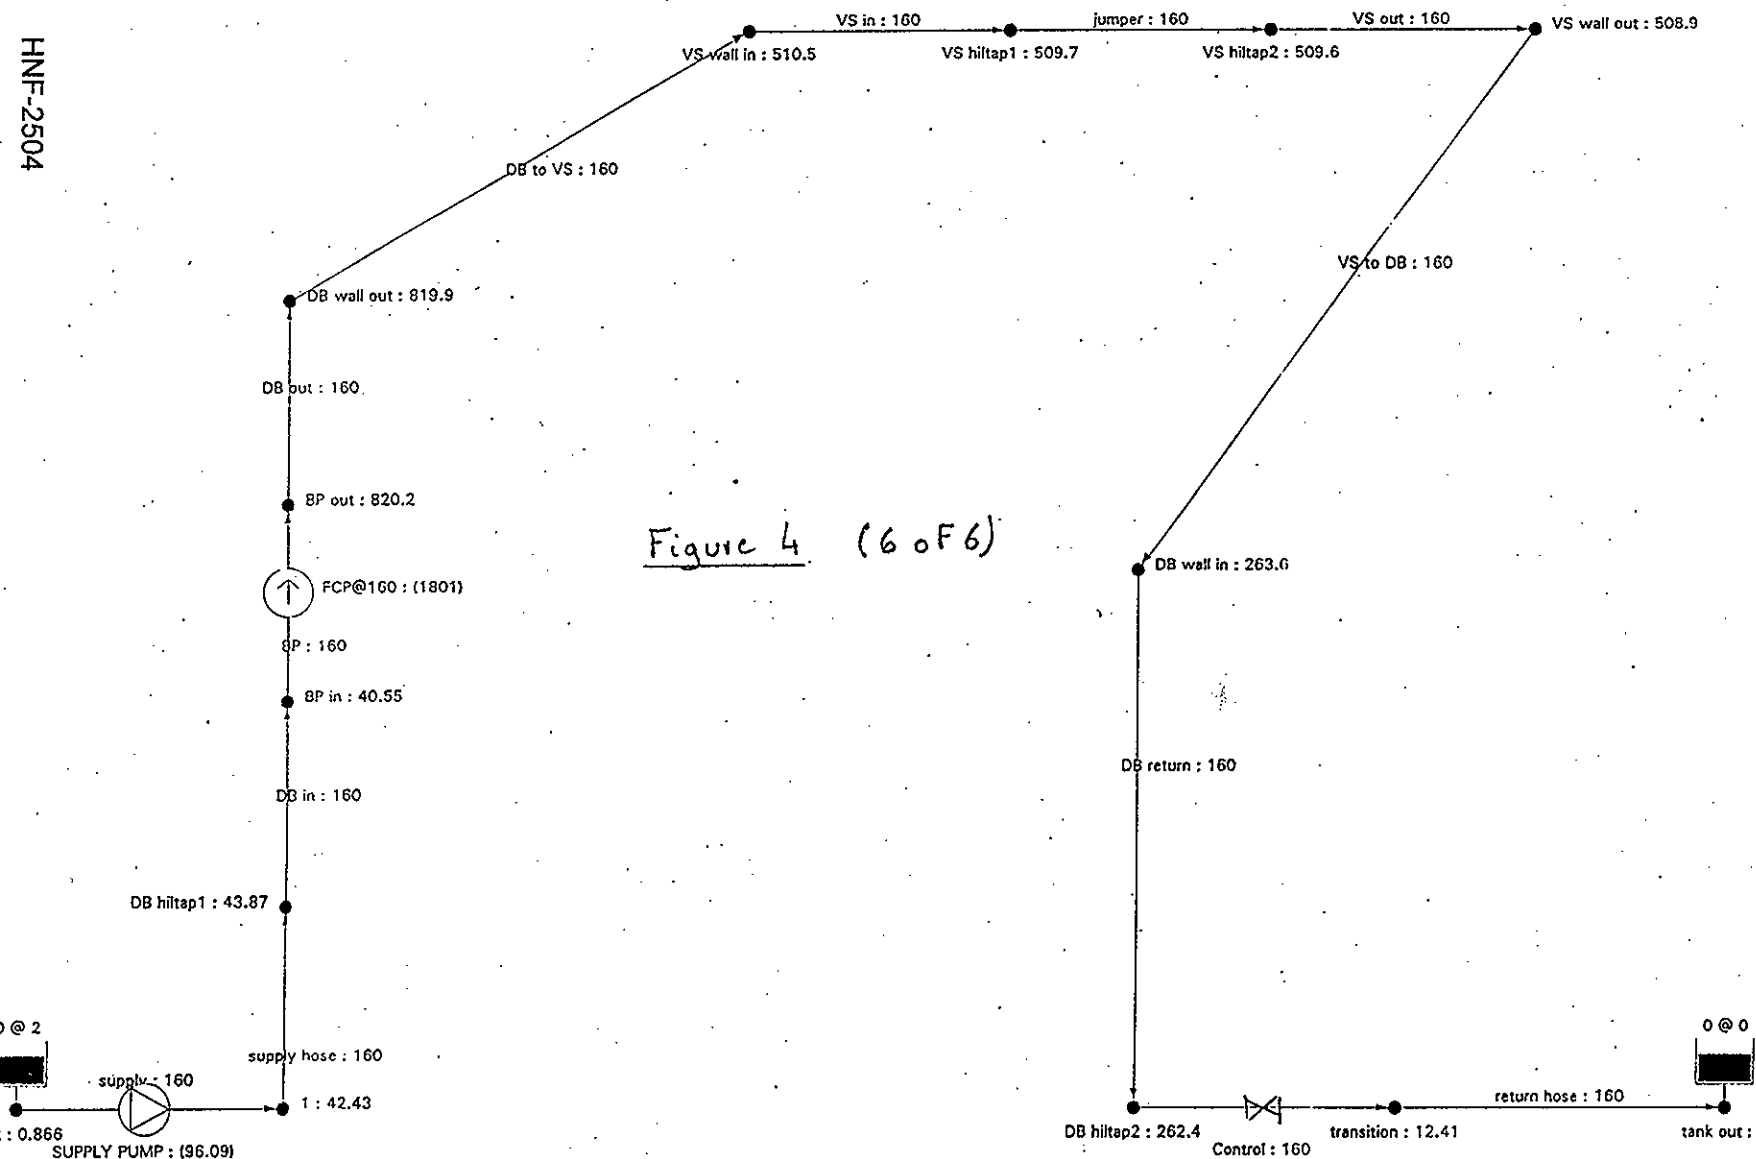 HNF-2504
VS in : 160
jumper : 160
VS out : 160
VS wall out : 508.9
VS wall in : 510.5
VS hiltap1 : 509.7
VS hiltap2 : 509.6
DB to VS : 160
VS to DB : 160
DB wall out : 819.9
DB out : 160
BP out : 820.2
Figure 4 (6 oF 6)
DB wall in : 263.6
FCP@160 : (1801)
BP : 160
BP in : 40.55
DB return : 160
DB in : 160
DB hiltap1 : 43.87
0 @ 2
0 @ 0
supply hose : 160
supply : 160
1 : 42.43
return hose : 160
: 0.866
SUPPLY PUMP : (96.09)
DB hiltap2 : 262.4
Control : 160
transition : 12.41
tank out :